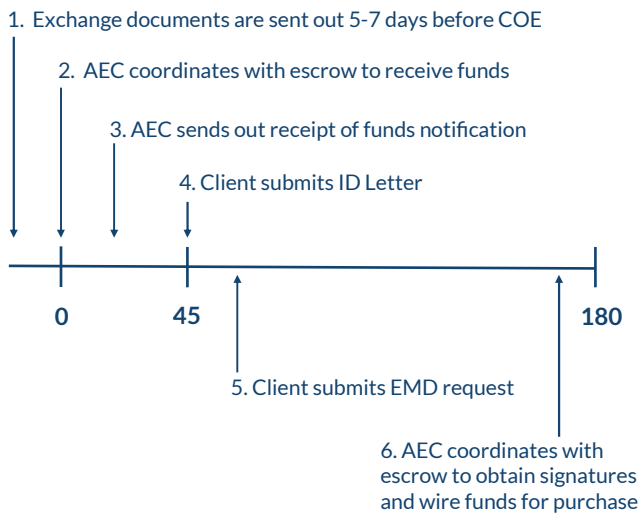 1. Exchange documents are sent out 5-7 days before COE
2. AEC coordinates with escrow to receive funds
3. AEC sends out receipt of funds notification
4. Client submits ID Letter
0
45
180
5. Client submits EMD request
6. AEC coordinates with
escrow to obtain signatures
and wire funds for purchase